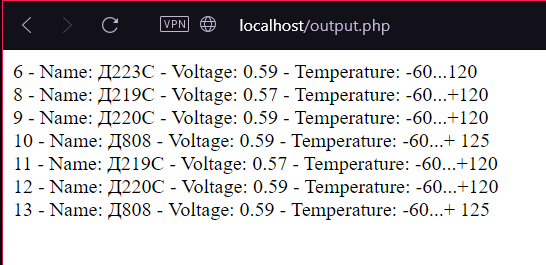 VPN localhost/output.php
6 - Name: Д223С - Voltage: 0.59 - Temperature: -60...120
8 - Name: Д219С - Voltage: 0.57 - Temperature: -60...+120
9 - Name: Д220С - Voltage: 0.59 - Temperature: -60...+120
10 - Name: Д808 - Voltage: 0.59 - Temperature: -60...+ 125
11 - Name: Д219С - Voltage: 0.57 - Temperature: -60...+120
12 - Name: Д220С - Voltage: 0.59 - Temperature: -60...+120
13 - Name: Д808 - Voltage: 0.59 - Temperature: -60...+ 125